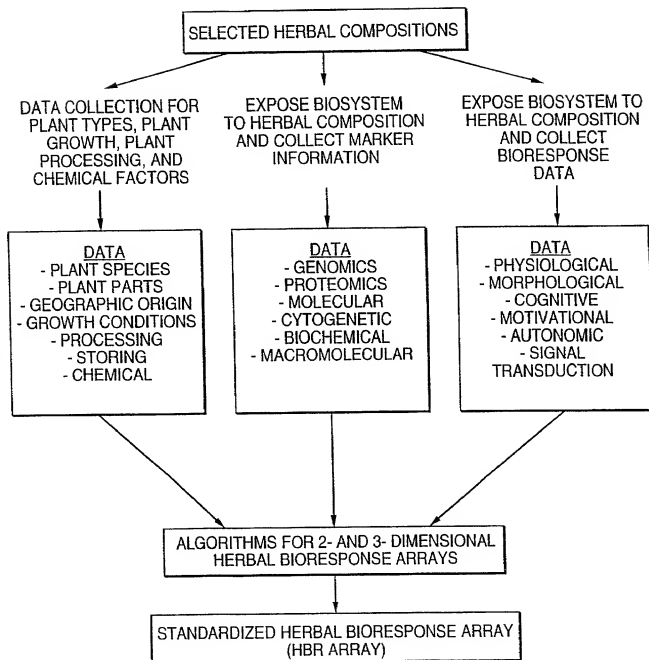 SELECTED HERBAL COMPOSITIONS
DATA COLLECTION FOR
PLANT TYPES, PLANT
GROWTH, PLANT
PROCESSING, AND
CHEMICAL FACTORS
EXPOSE BIOSYSTEM
TO HERBAL COMPOSITION
AND COLLECT MARKER
INFORMATION
EXPOSE BIOSYSTEM TO
HERBAL COMPOSITION
AND COLLECT
BIORESPONSE
DATA
DATA
- PLANT SPECIES
- PLANT PARTS
- GEOGRAPHIC ORIGIN
- GROWTH CONDITIONS
- PROCESSING
- STORING
- CHEMICAL
DATA
- GENOMICS
- PROTEOMICS
- MOLECULAR
- CYTOGENETIC
- BIOCHEMICAL
- MACROMOLECULAR
DATA
- PHYSIOLOGICAL
- MORPHOLOGICAL
- COGNITIVE
- MOTIVATIONAL
- AUTONOMIC
- SIGNAL
TRANSDUCTION
ALGORITHMS FOR 2- AND 3- DIMENSIONAL
HERBAL BIORESPONSE ARRAYS
STANDARDIZED HERBAL BIORESPONSE ARRAY
(HBR ARRAY)